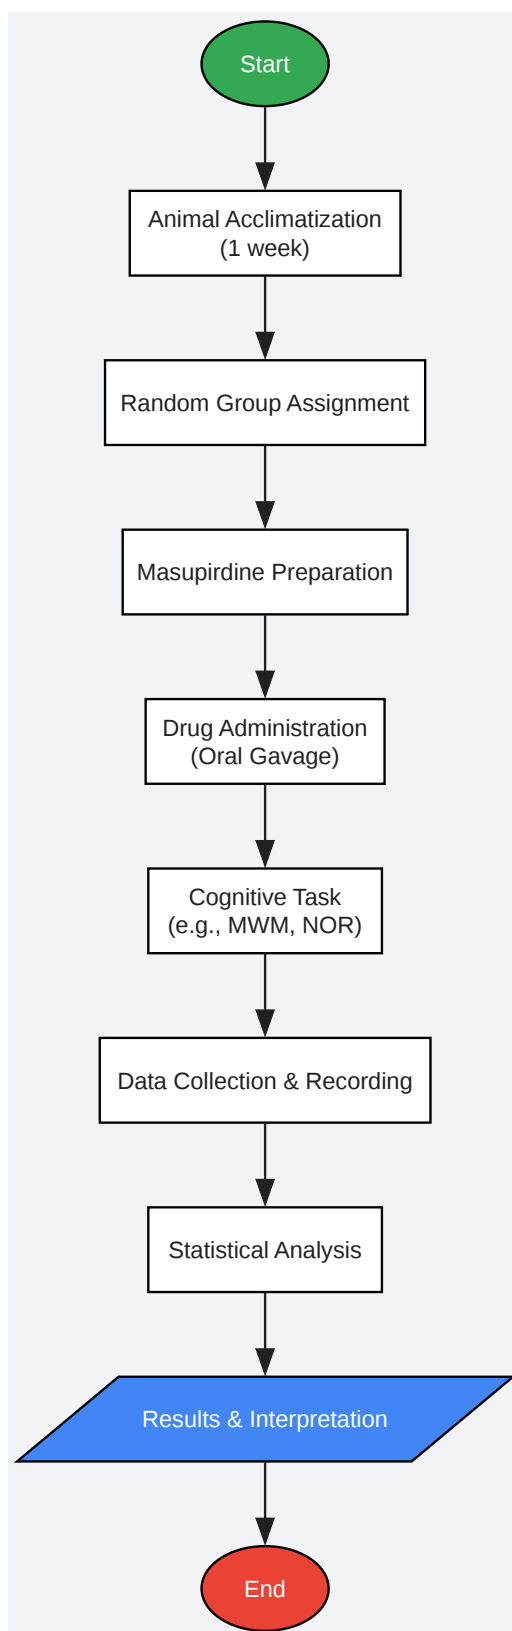 Start
Animal Acclimatization
(1 week)
Random Group Assignment
Masupirdine Preparation
Drug Administration
(Oral Gavage)
Cognitive Task
(e.g., MWM, NOR)
Data Collection & Recording
Statistical Analysis
Results & Interpretation
End